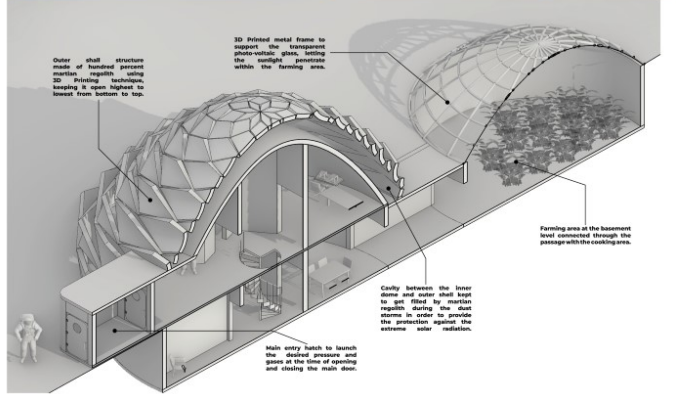 3D Printed metal frame to
support the transparent
photo-voltaic glass, letting
the sunlight penetrate
within the farming area.
Outer shall structure
made of hundred percent
martian regolith using
3D Printing technique,
keeping it open highest to
lowest from bottom to top.
Farming area at the basement
level connected through the
passage with the cooking area.
Cavity between the inner
dome and outer shell kept
to get filled by martian
regolith during the dust
storms in order to provide
the protection against the
extreme solar radiation.
Main entry hatch to launch
the desired pressure and
gases at the time of opening
and closing the main door.